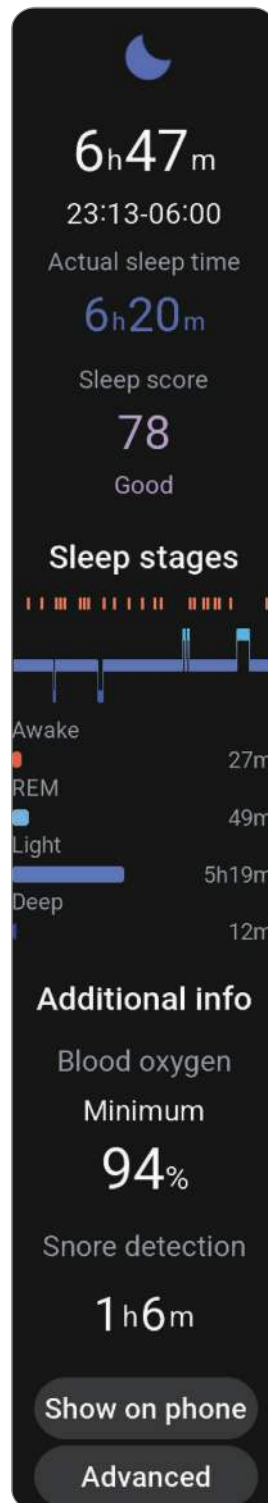 6h47m
23:13-06:00
Actual sleep time
6h20m
Sleep score
78
Good
Sleep stages
Awake
27m
REM
49m
Light
5h19m
Deep
12m
Additional info
Blood oxygen
Minimum
94%
Snore detection
1h6m
Show on phone
Advanced